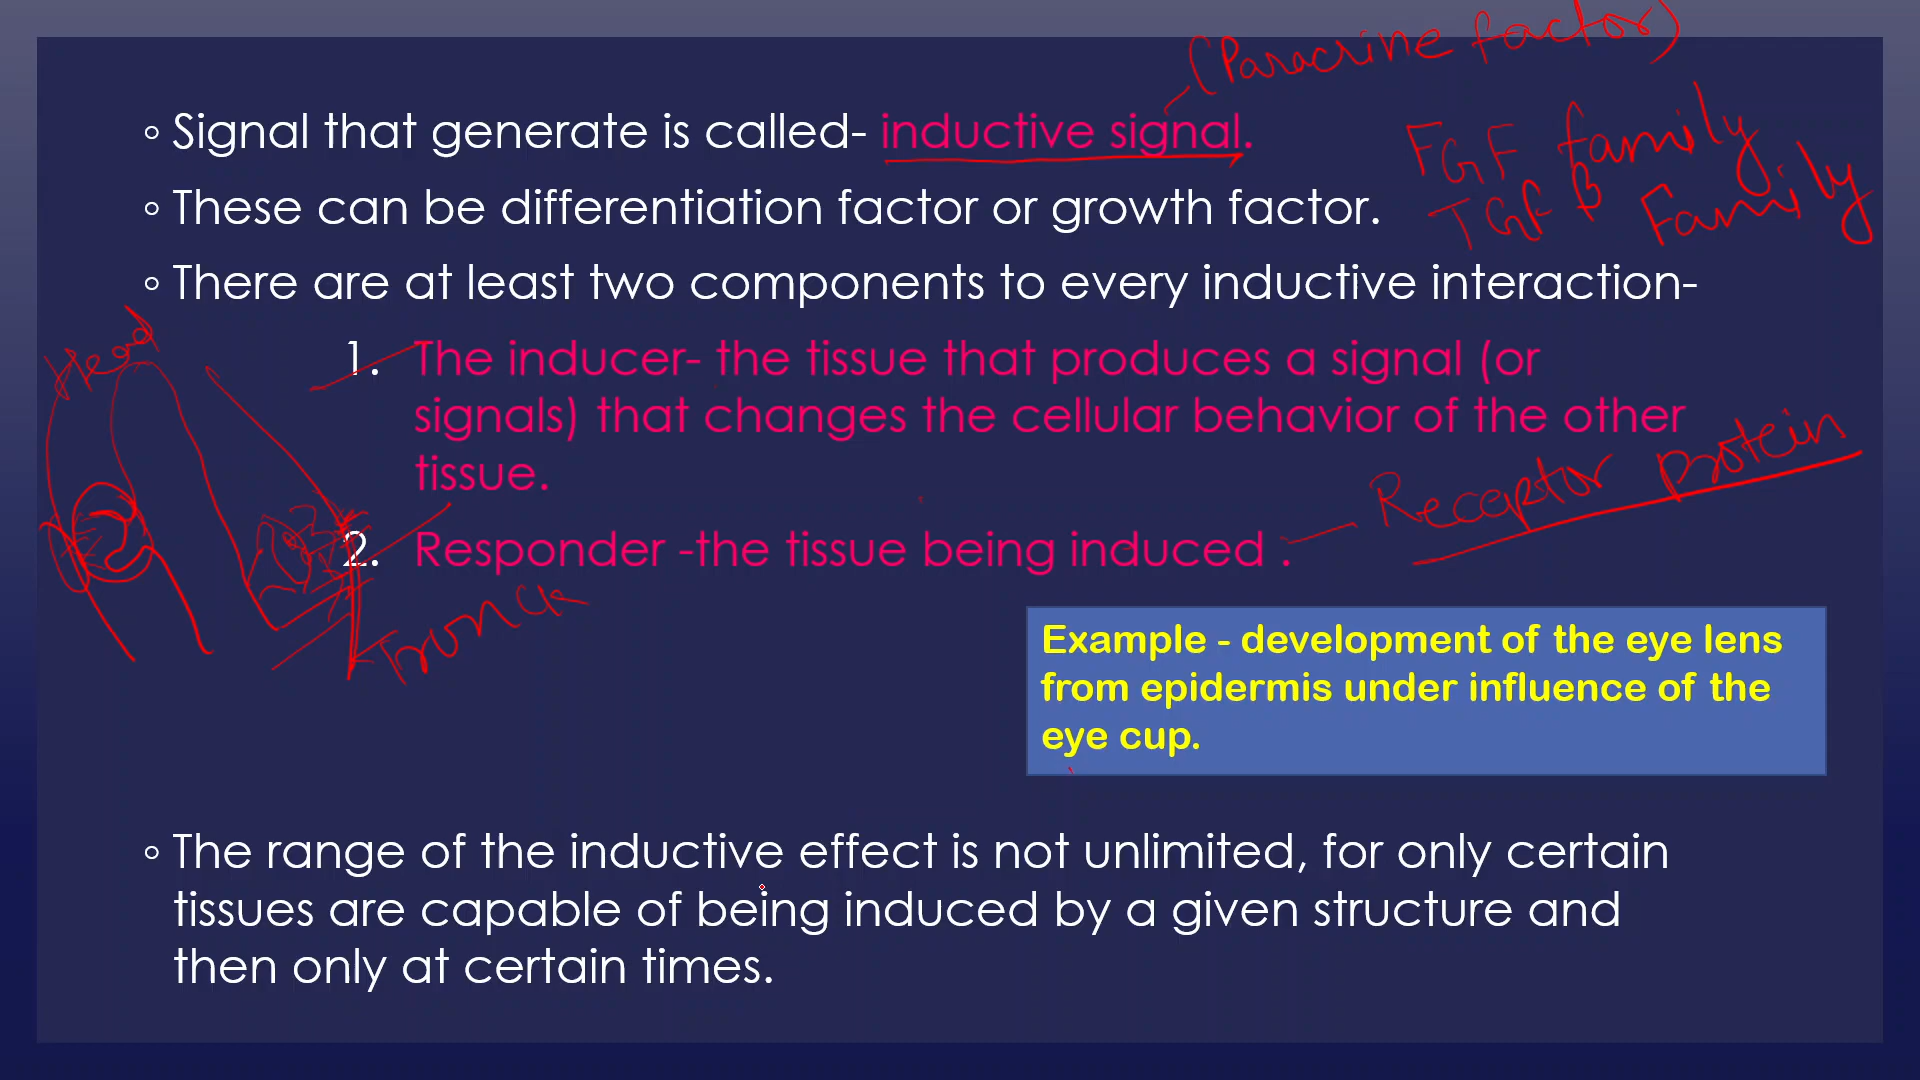 (Paracrine factor)
◦ Signal that generate is called- inductive signal.
FGF family
◦ These can be differentiation factor or growth factor.
TGF β Family
◦ There are at least two components to every inductive interaction-
Head
1. The inducer- the tissue that produces a signal (or
signals) that changes the cellular behavior of the other
tissue.
Receptor protein
2. Responder -the tissue being induced .
Trunck
Example - development of the eye lens
from epidermis under influence of the
eye cup.
◦ The range of the inductive effect is not unlimited, for only certain
tissues are capable of being induced by a given structure and
then only at certain times.